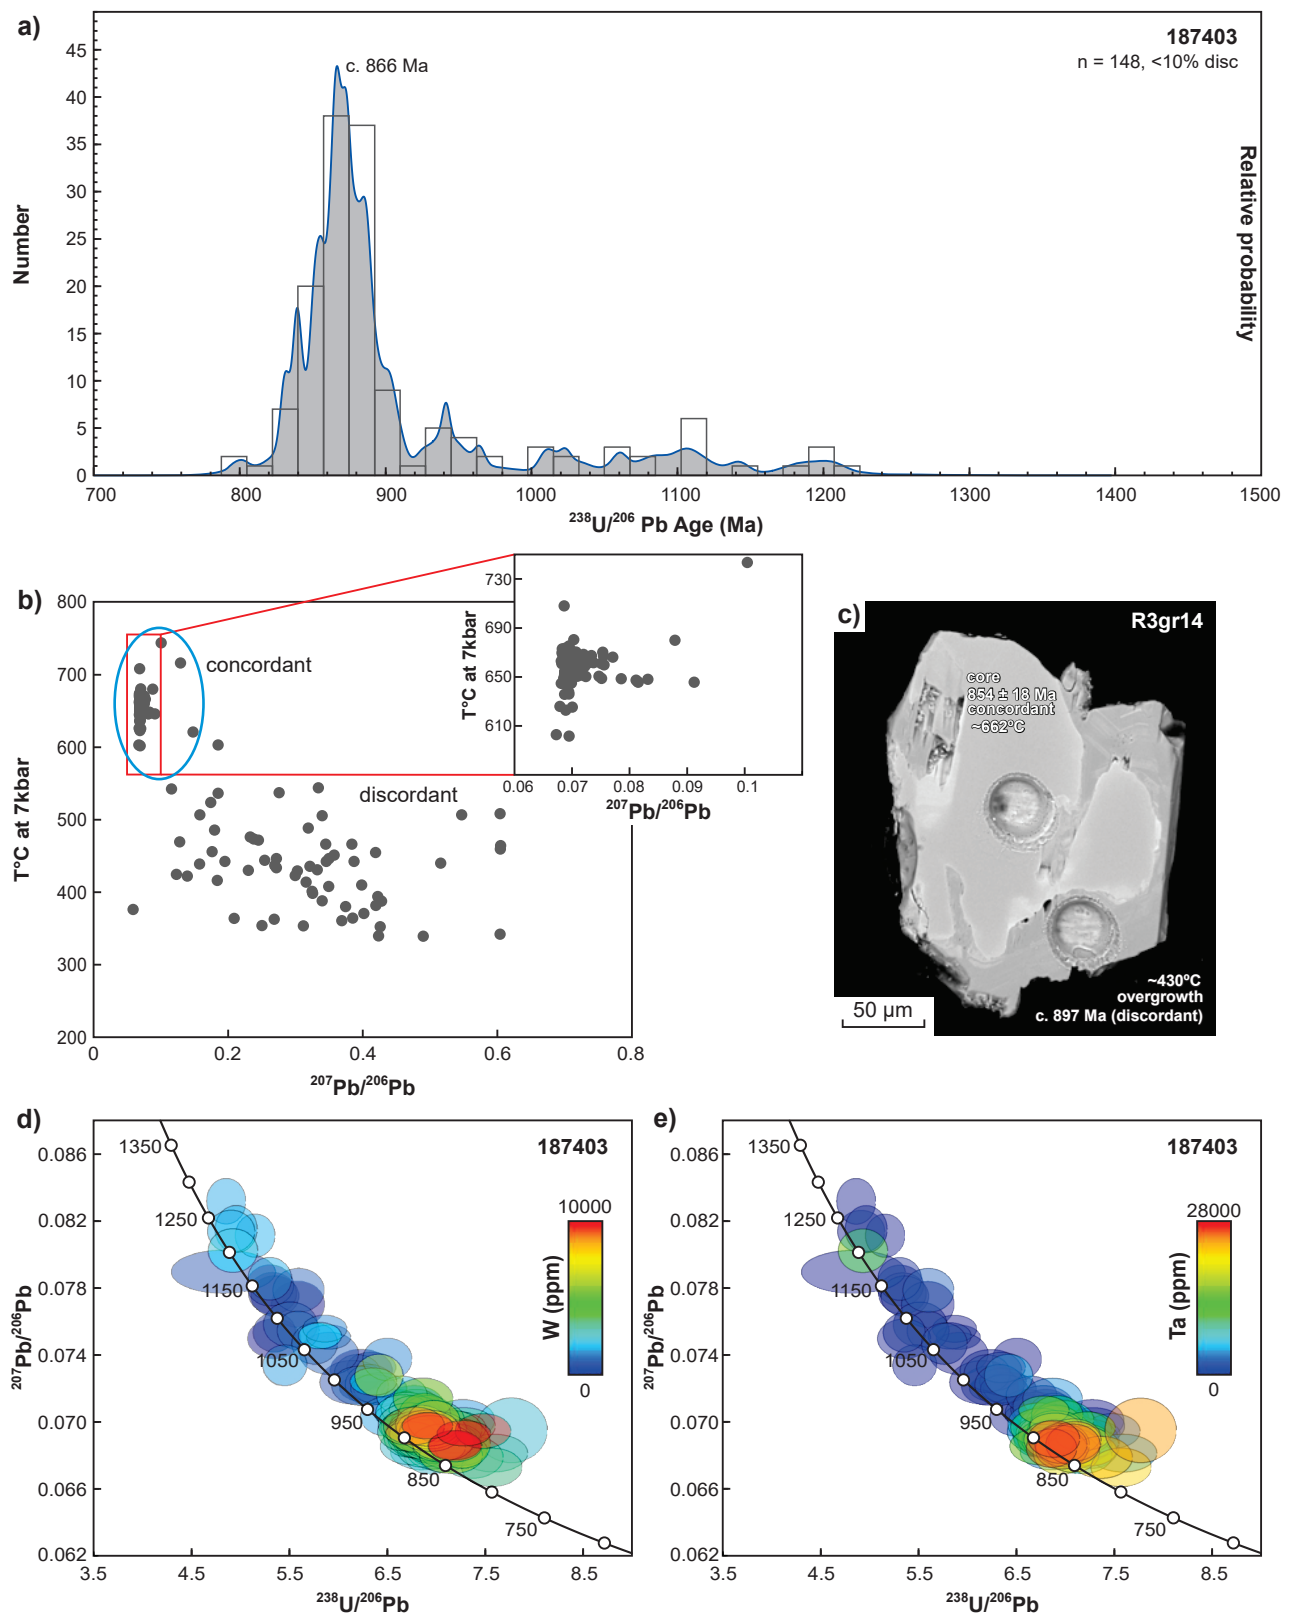 a)
187403
n = 148, <10% disc
c. 866 Ma
45
40
35
30
25
20
15
10
5
0
Number
Relative probability
700
800
900
1000
1100
1200
1300
1400
1500
²³⁸U/²⁰⁶ Pb Age (Ma)
b)
800
700
600
500
400
300
200
T°C at 7kbar
0
0.2
0.4
0.6
0.8
²⁰⁷Pb/²⁰⁶Pb
concordant
discordant
730
690
650
610
T°C at 7kbar
0.06
0.07
0.08
0.09
0.1
²⁰⁷Pb/²⁰⁶Pb
c)
R3gr14
core
854 ± 18 Ma
concordant
~662ºC
~430ºC
overgrowth
c. 897 Ma (discordant)
50 µm
d)
187403
0.086
0.082
0.078
0.074
0.070
0.066
0.062
²⁰⁷Pb/²⁰⁶Pb
1350
1250
1150
1050
950
850
750
10000
W (ppm)
0
3.5
4.5
5.5
6.5
7.5
8.5
²³⁸U/²⁰⁶Pb
e)
187403
0.086
0.082
0.078
0.074
0.070
0.066
0.062
²⁰⁷Pb/²⁰⁶Pb
1350
1250
1150
1050
950
850
750
28000
Ta (ppm)
0
3.5
4.5
5.5
6.5
7.5
8.5
²³⁸U/²⁰⁶Pb